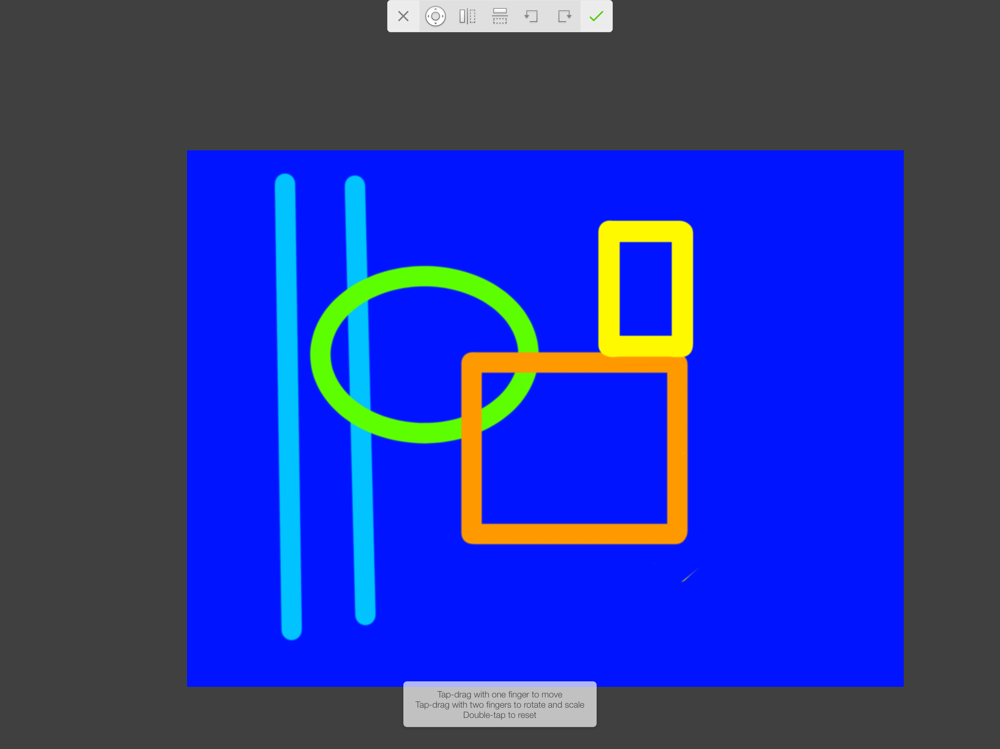 Tap-drag with one finger to move
Tap-drag with two fingers to rotate and scale
Double-tap to reset